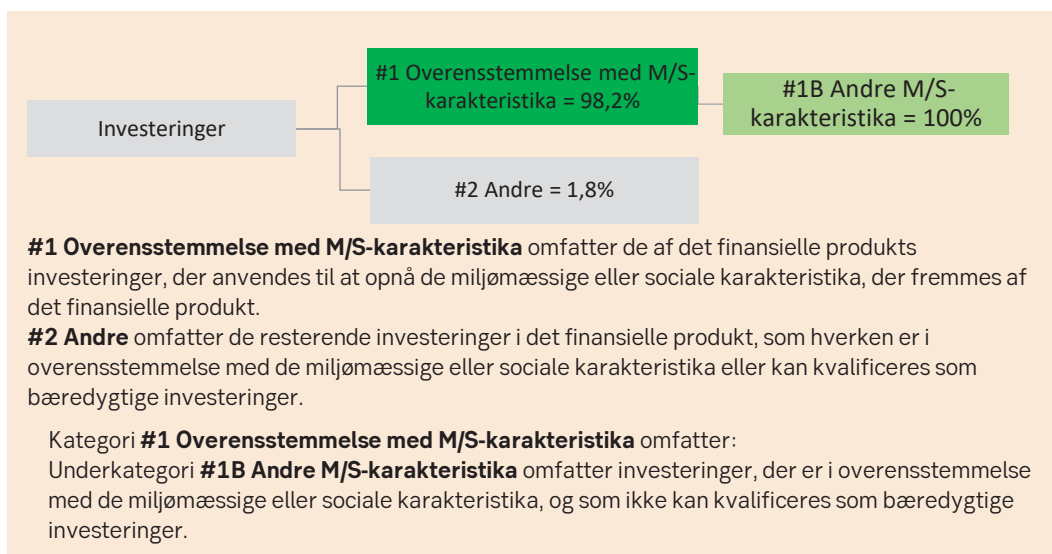 #1 Overensstemmelse med M/S-
karakteristika = 98,2%
#1B Andre M/S-
karakteristika = 100%
Investeringer
#2 Andre = 1,8%
#1 Overensstemmelse med M/S-karakteristika omfatter de af det finansielle produkts
investeringer, der anvendes til at opnå de miljømæssige eller sociale karakteristika, der fremmes af
det finansielle produkt.
#2 Andre omfatter de resterende investeringer i det finansielle produkt, som hverken er i
overensstemmelse med de miljømæssige eller sociale karakteristika eller kan kvalificeres som
bæredygtige investeringer.
Kategori #1 Overensstemmelse med M/S-karakteristika omfatter:
Underkategori #1B Andre M/S-karakteristika omfatter investeringer, der er i overensstemmelse
med de miljømæssige eller sociale karakteristika, og som ikke kan kvalificeres som bæredygtige
investeringer.